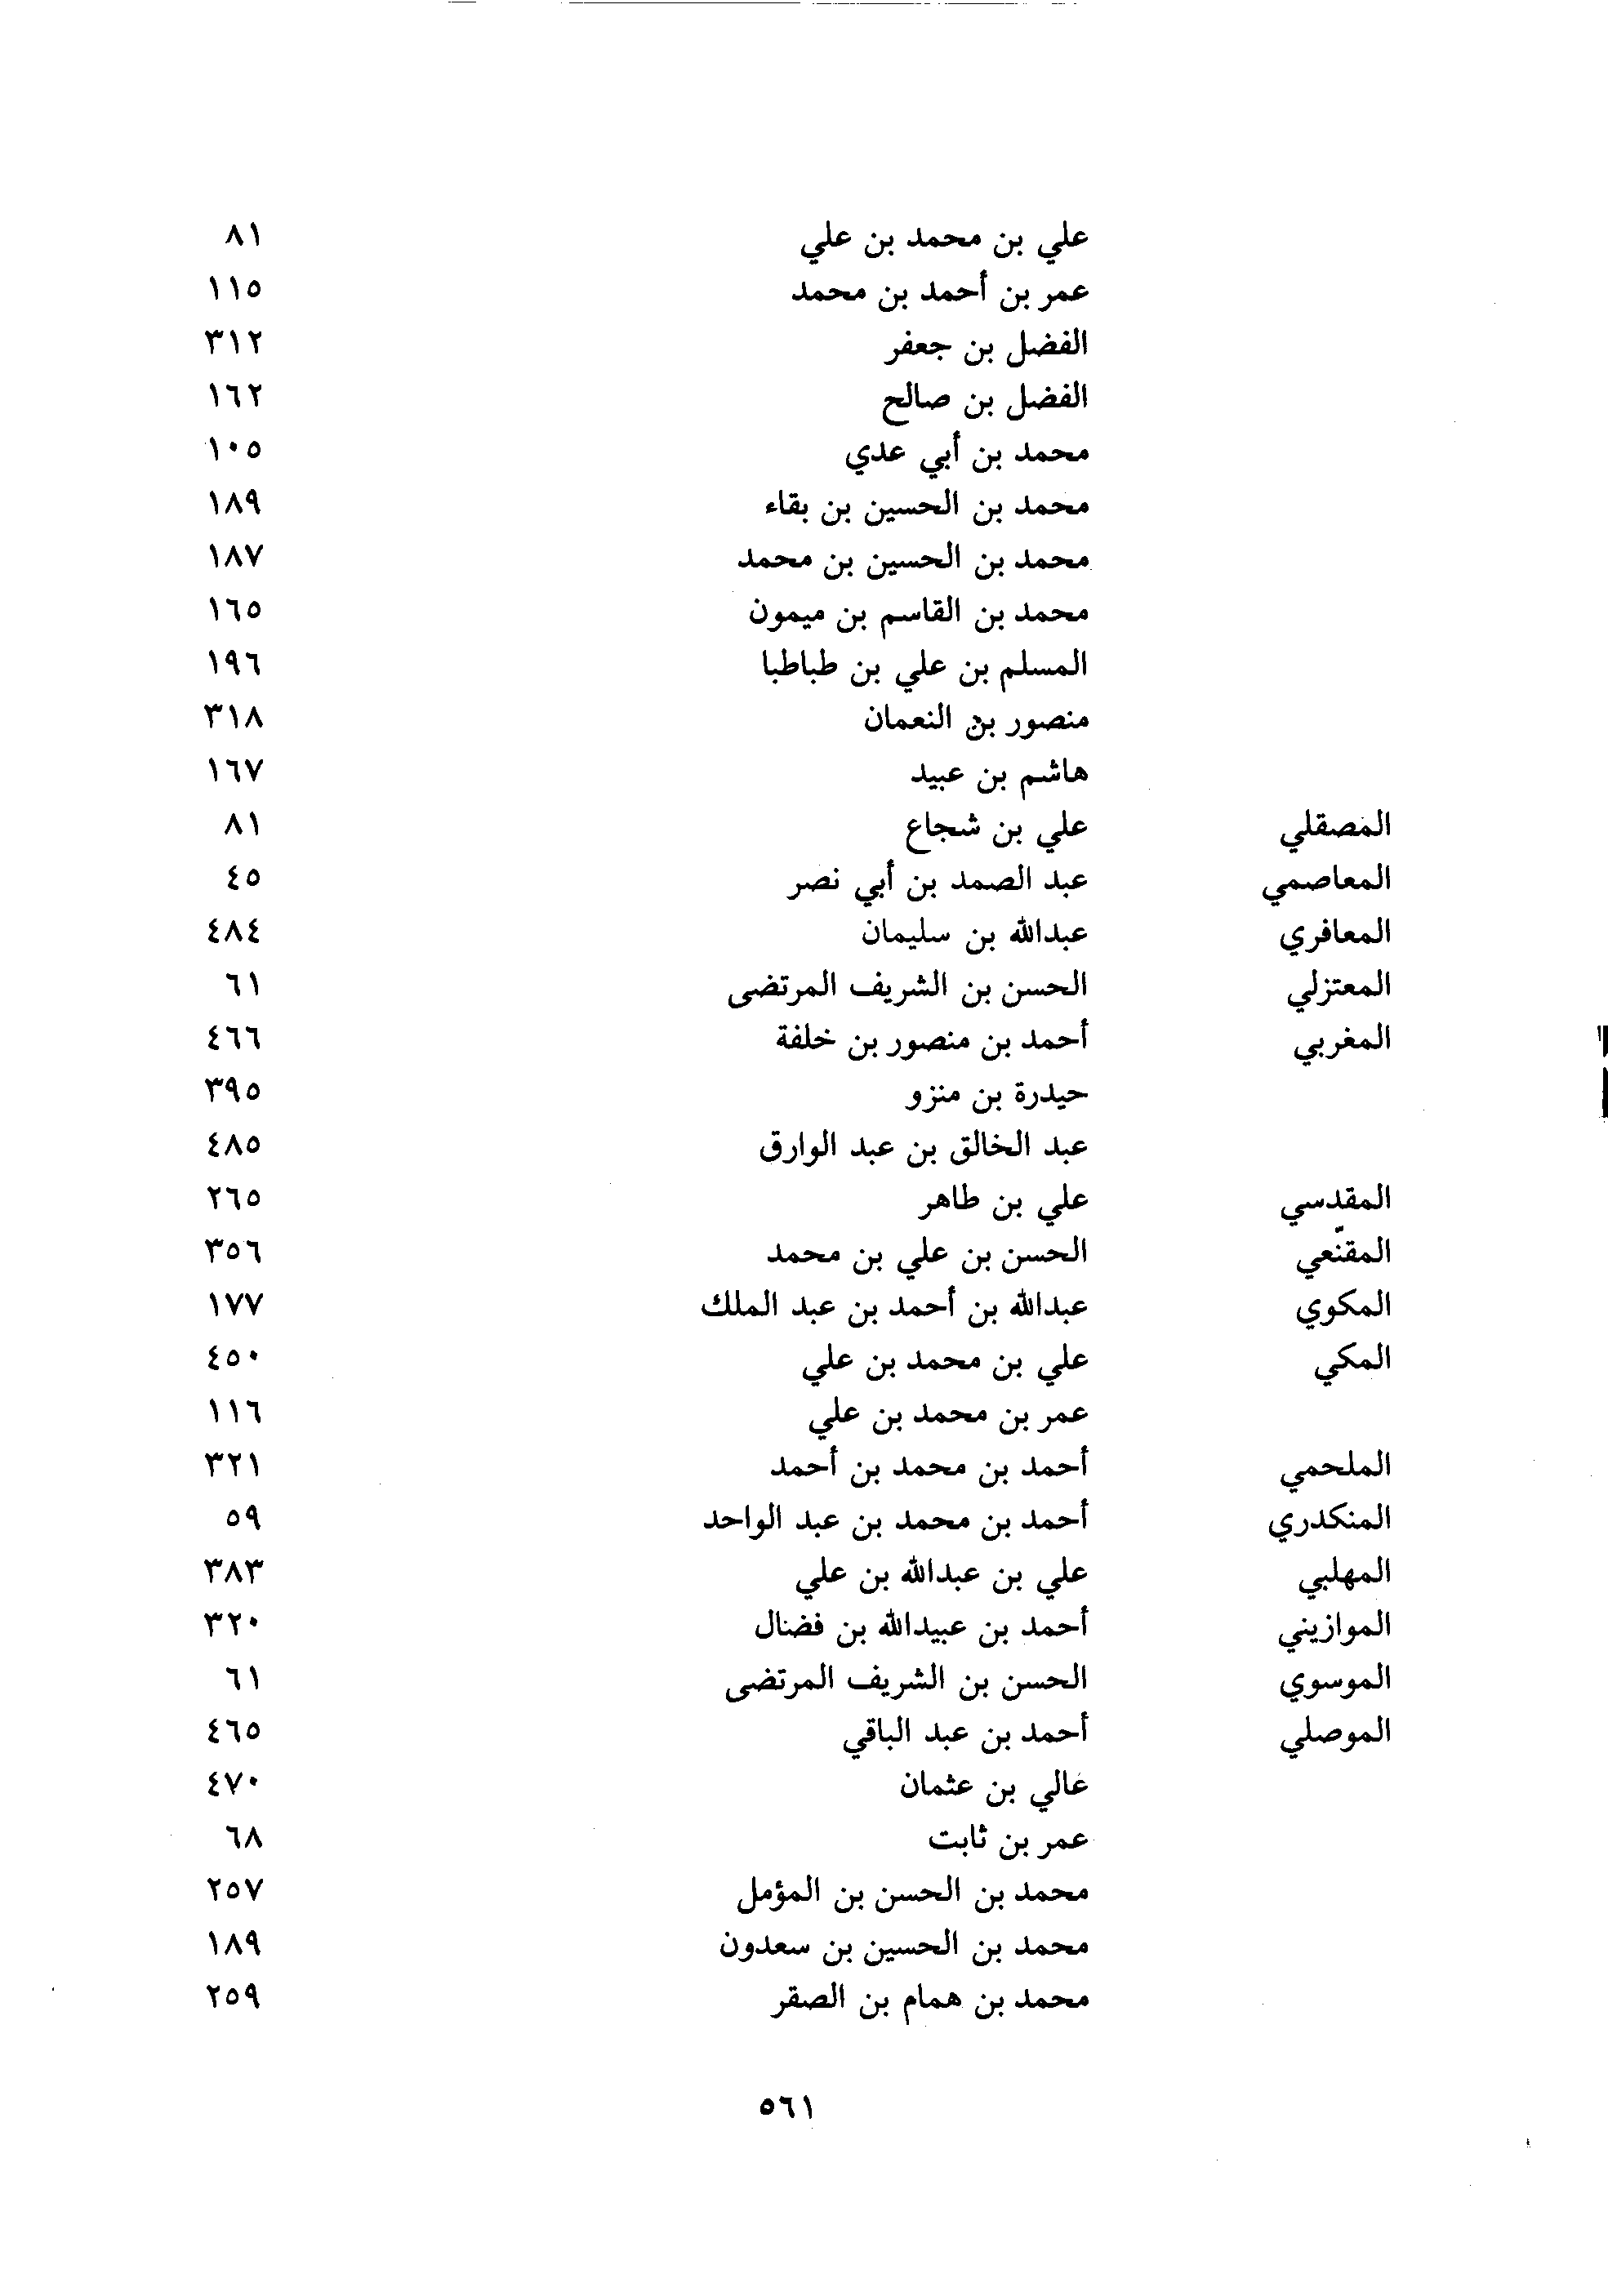 علي بن محمد بن علي ٨١
عمر بن أحمد بن محمد ١١٥
الفضل بن جعفر ٣١٢
الفضل بن صالح ١٦٢
محمد بن أبي عدي ١٠٥
محمد بن الحسين بن بقاء ١٨٩
محمد بن الحسين بن محمد ١٨٧
محمد بن القاسم بن ميمون ١٦٥
المسلم بن علي بن طباطبا ١٩٦
منصور بن النعمان ٣١٨
هاشم بن عبيد ١٦٧
المصقلي علي بن شجاع ٨١
المعاصمي عبد الصمد بن أبي نصر ٤٥
المعافري عبدالله بن سليمان ٤٨٤
المعتزلي الحسن بن الشريف المرتضى ٦١
المغربي أحمد بن منصور بن خلفة ٤٦٦
حيدرة بن منزو ٣٩٥
عبد الخالق بن عبد الوارق ٤٨٥
المقدسي علي بن طاهر ٢٦٥
المقنّعي الحسن بن علي بن محمد ٣٥٦
المكوي عبدالله بن أحمد بن عبد الملك ١٧٧
المكي علي بن محمد بن علي ٤٥٠
عمر بن محمد بن علي ١١٦
الملحمي أحمد بن محمد بن أحمد ٣٢١
المنكدري أحمد بن محمد بن عبد الواحد ٥٩
المهلبي علي بن عبدالله بن علي ٣٨٣
الموازيني أحمد بن عبيدالله بن فضال ٣٢٠
الموسوي الحسن بن الشريف المرتضى ٦١
الموصلي أحمد بن عبد الباقي ٤٦٥
غالي بن عثمان ٤٧٠
عمر بن ثابت ٦٨
محمد بن الحسن بن المؤمل ٢٥٧
محمد بن الحسين بن سعدون ١٨٩
محمد بن همام بن الصقر ٢٥٩
٥٦١